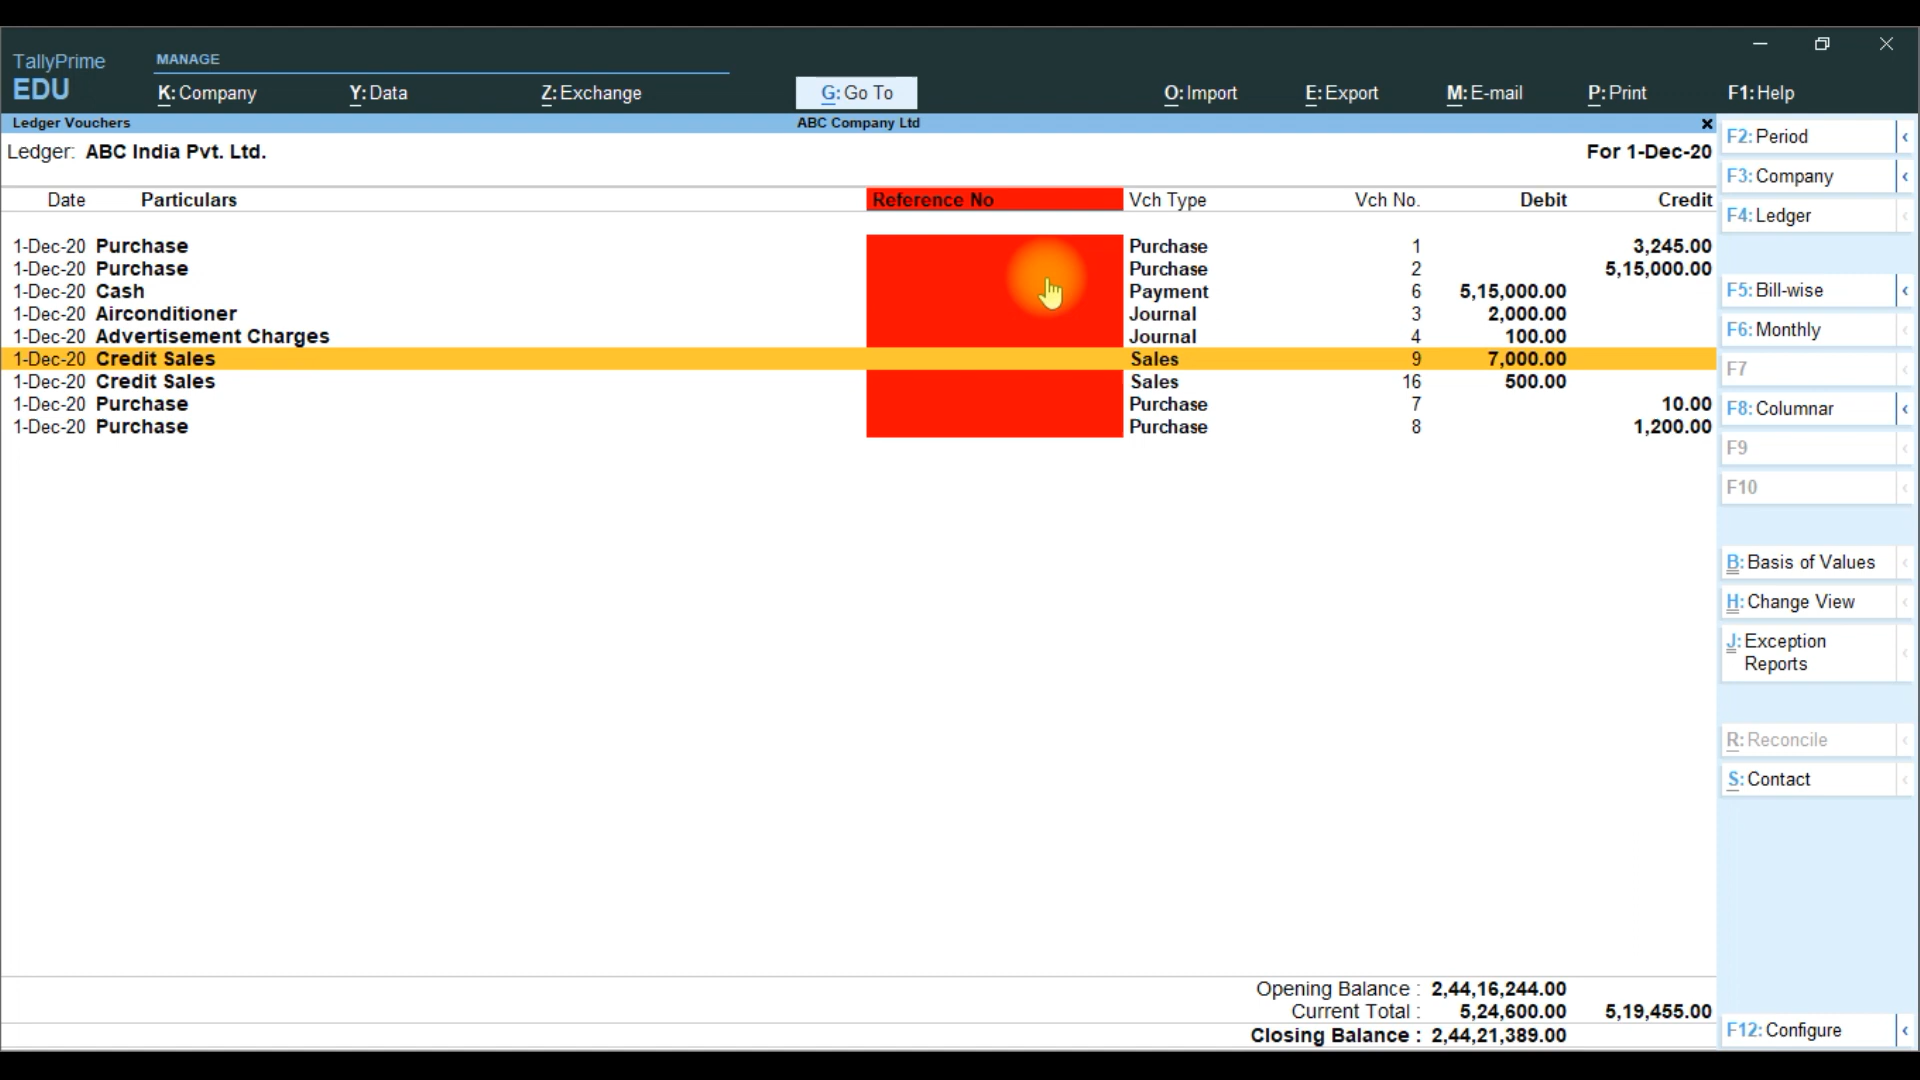 TallyPrime
EDU
MANAGE
K: Company Y: Data Z: Exchange G: Go To O: Import E: Export M: E-mail P: Print F1: Help
Ledger Vouchers ABC Company Ltd
Ledger: ABC India Pvt. Ltd. For 1-Dec-20
Date Particulars Reference No Vch Type Vch No. Debit Credit
1-Dec-20 Purchase Purchase 1 3,245.00
1-Dec-20 Purchase Purchase 2 5,15,000.00
1-Dec-20 Cash Payment 6 5,15,000.00
1-Dec-20 Airconditioner Journal 3 2,000.00
1-Dec-20 Advertisement Charges Journal 4 100.00
1-Dec-20 Credit Sales Sales 9 7,000.00
1-Dec-20 Credit Sales Sales 16 500.00
1-Dec-20 Purchase Purchase 7 10.00
1-Dec-20 Purchase Purchase 8 1,200.00
Opening Balance : 2,44,16,244.00
Current Total : 5,24,600.00 5,19,455.00
Closing Balance : 2,44,21,389.00
F2: Period
F3: Company
F4: Ledger
F5: Bill-wise
F6: Monthly
F7
F8: Columnar
F9
F10
B: Basis of Values
H: Change View
J: Exception
Reports
R: Reconcile
S: Contact
F12: Configure